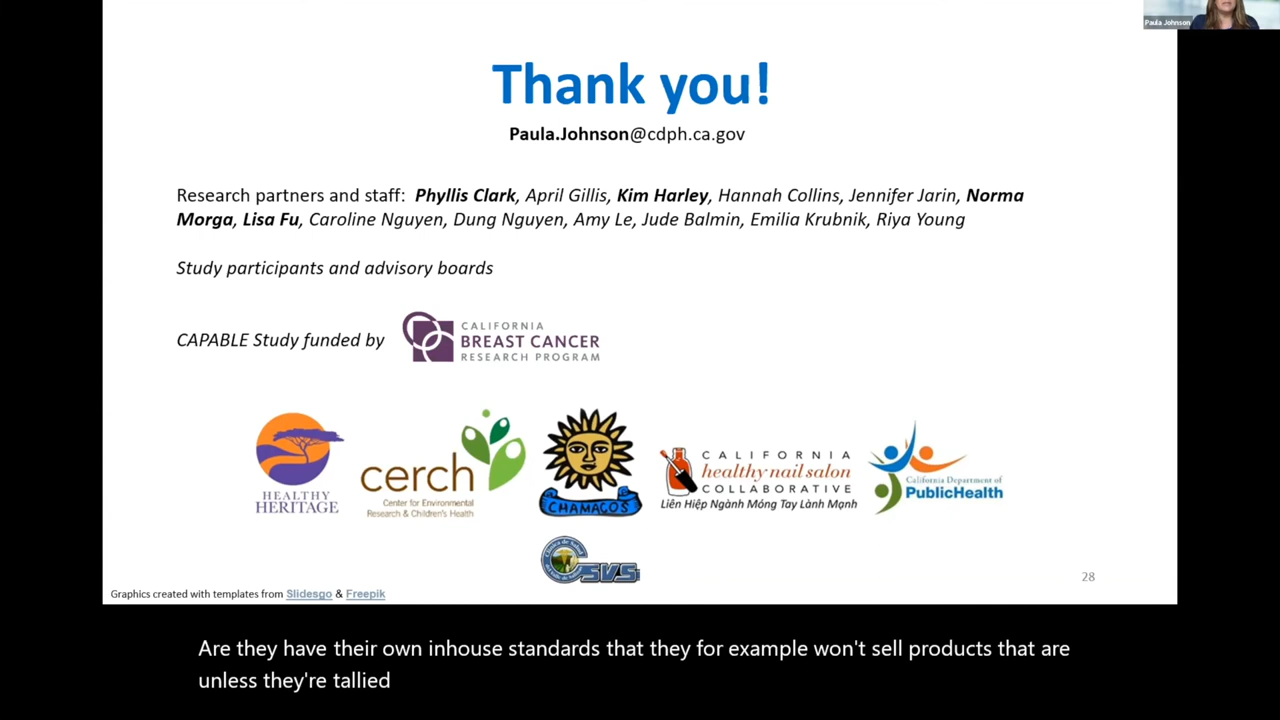 Paula Johnson
Thank you!
Paula.Johnson@cdph.ca.gov
Research partners and staff: Phyllis Clark, April Gillis, Kim Harley, Hannah Collins, Jennifer Jarin, Norma
Morga, Lisa Fu, Caroline Nguyen, Dung Nguyen, Amy Le, Jude Balmin, Emilia Krubnik, Riya Young
Study participants and advisory boards
CAPABLE Study funded by
CALIFORNIA
BREAST CANCER
RESEARCH PROGRAM
HEALTHY
HERITAGE
cerch
Center for Environmental
Research & Children's Health
CHAMACOS
CALIFORNIA
healthy nail salon
COLLABORATIVE
Liên Hiệp Ngành Móng Tay Lành Mạnh
California Department of
PublicHealth
Clinica de Salud
CSVS
28
Graphics created with templates from Slidesgo & Freepik
Are they have their own inhouse standards that they for example won't sell products that are
unless they're tallied